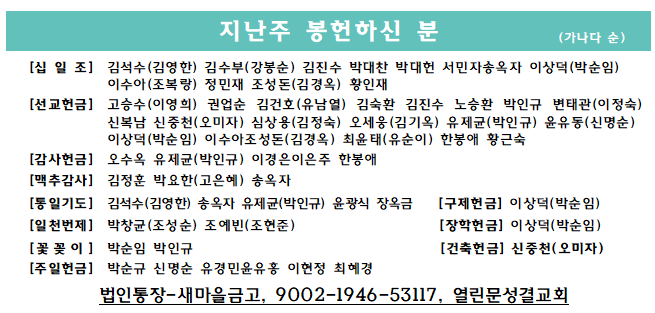 지난주 봉헌하신 분 (가나다 순)
[십 일 조] 김석수(김영한) 김수부(강봉순) 김진수 박대찬 박대헌 서민자송옥자 이상덕(박순임)
이수아(조복랑) 정민재 조성돈(김경옥) 황인재
[선교헌금] 고승수(이영희) 권업순 김건호(유남열) 김숙환 김진수 노승환 박인규 변태관(이정숙)
신복남 신중천(오미자) 심상용(김정숙) 오세웅(김기옥) 유제균(박인규) 윤유동(신명순)
이상덕(박순임) 이수아조성돈(김경옥) 최윤태(유순이) 한봉애 황근숙
[감사헌금] 오수옥 유제균(박인규) 이경은이은주 한봉애
[맥추감사] 김정훈 박요한(고은혜) 송옥자
[통일기도] 김석수(김영한) 송옥자 유제균(박인규) 윤광식 장옥금 [구제헌금] 이상덕(박순임)
[일천번제] 박창균(조성순) 조예빈(조현준) [장학헌금] 이상덕(박순임)
[꽃 꽂 이] 박순임 박인규 [건축헌금] 신중천(오미자)
[주일헌금] 박순규 신명순 유경민윤유홍 이현정 최혜경
법인통장-새마을금고, 9002-1946-53117, 열린문성결교회